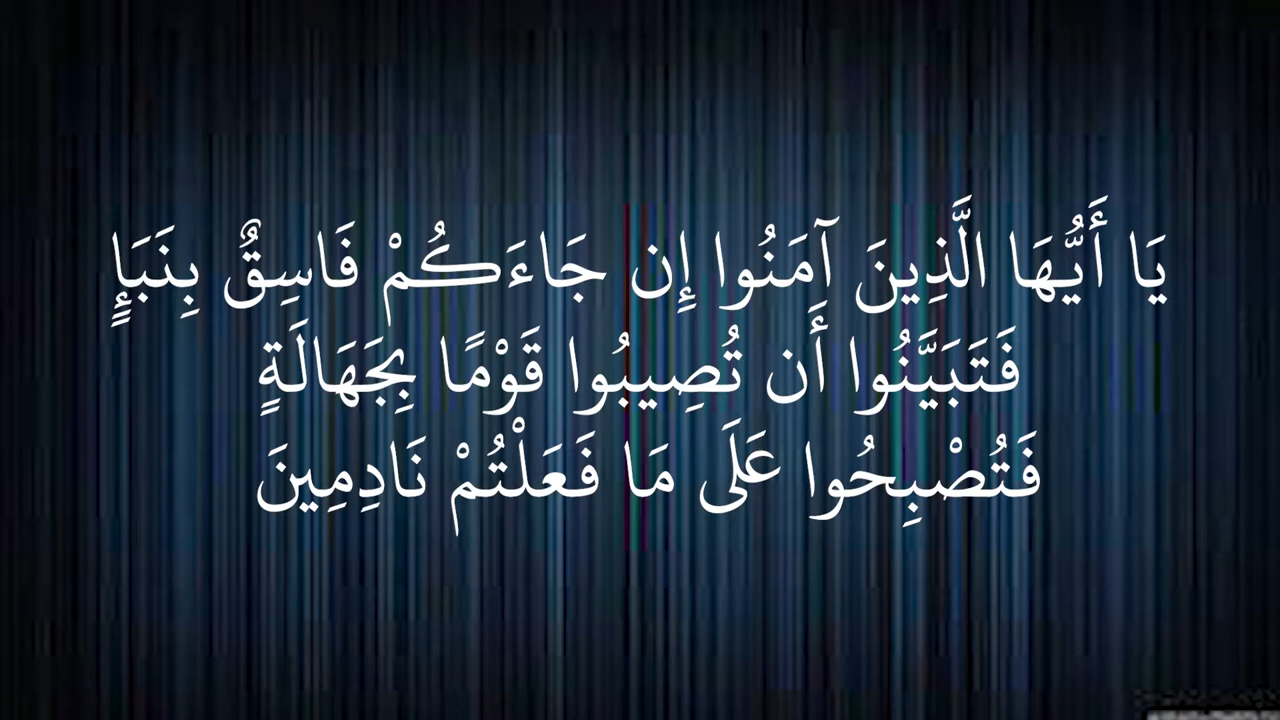 يَا أَيُّهَا الَّذِينَ آمَنُوا إِن جَاءَكُمْ فَاسِقٌ بِنَبَإٍ
فَتَبَيَّنُوا أَن تُصِيبُوا قَوْمًا بِجَهَالَةٍ
فَتُصْبِحُوا عَلَى مَا فَعَلْتُمْ نَادِمِينَ